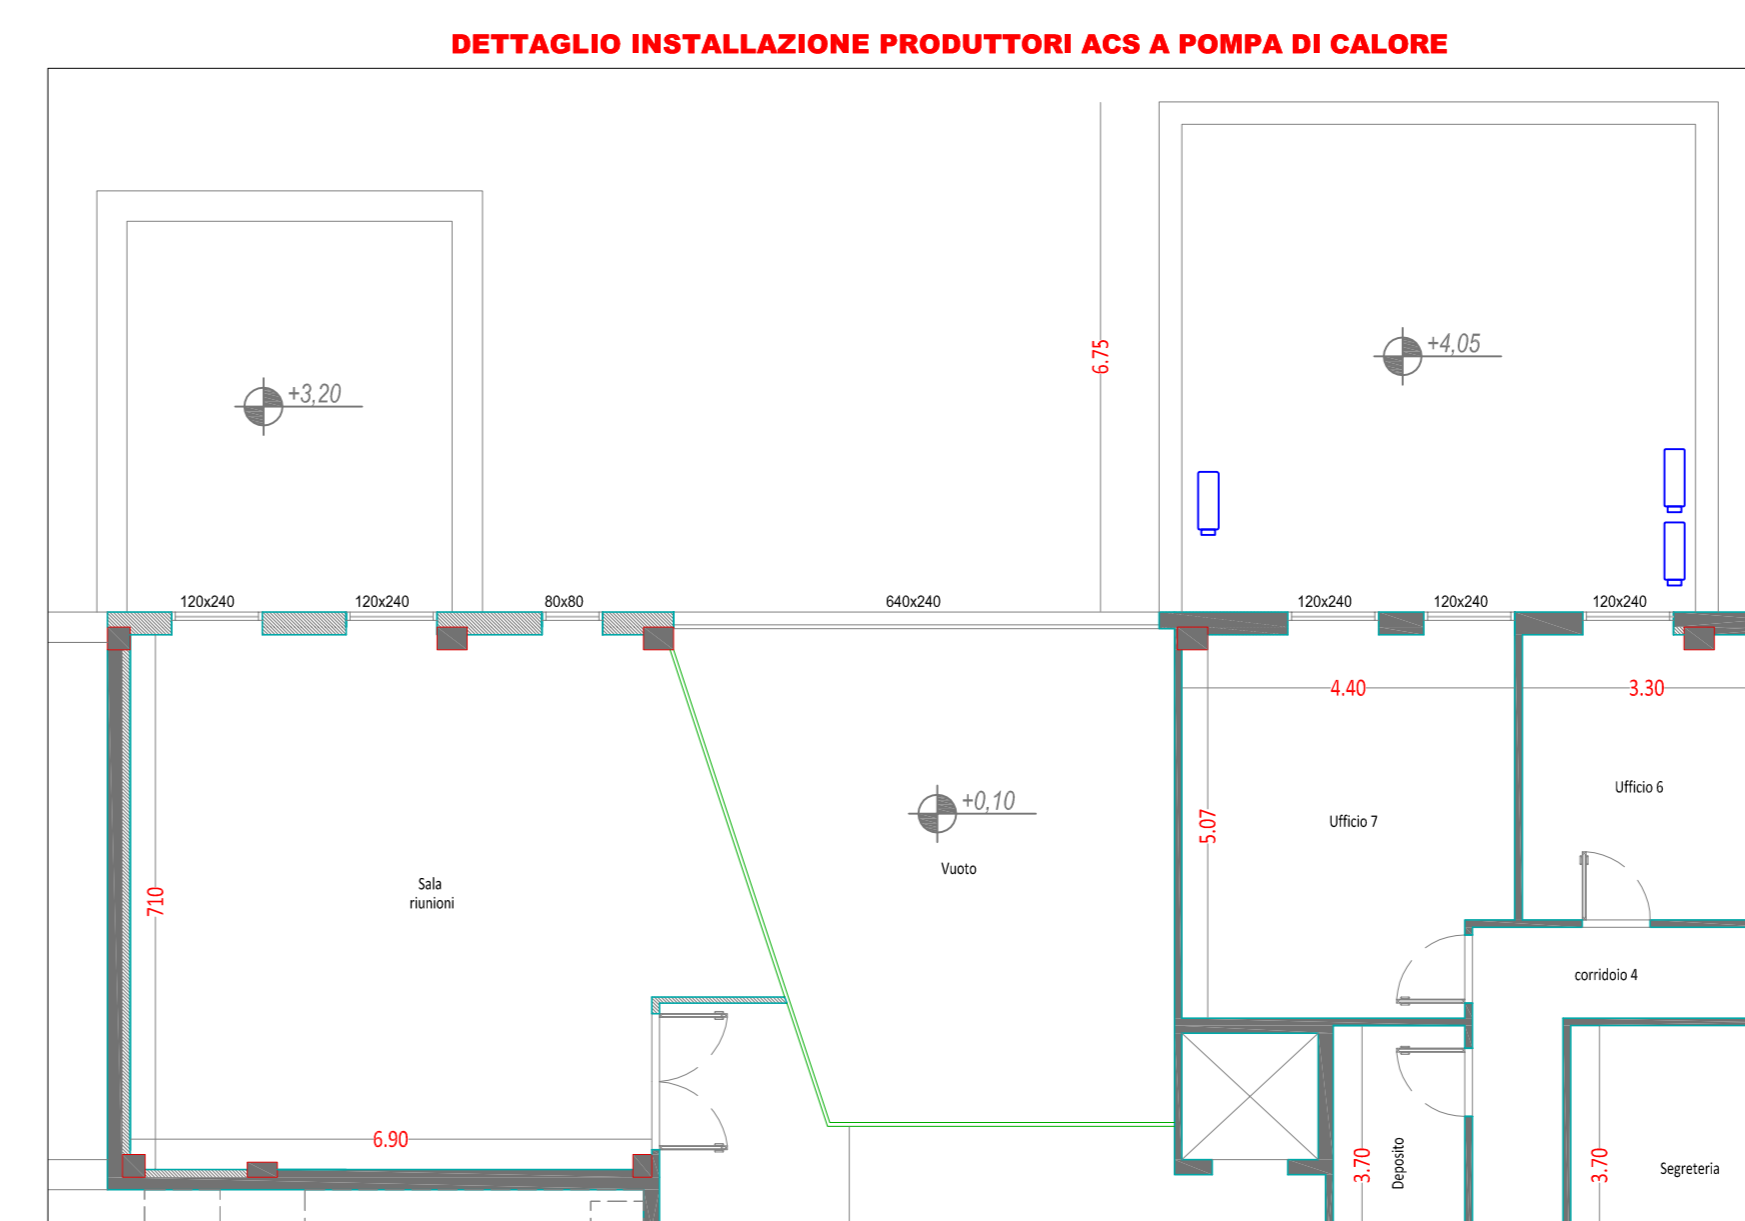 DETTAGLIO INSTALLAZIONE PRODUTTORI ACS A POMPA DI CALORE
6.75
+4,05
+3,20
120x240
120x240
80x80
640x240
120x240
120x240
120x240
4.40
3.30
Ufficio 6
+0,10
5.07
Ufficio 7
Vuoto
Sala
riunioni
710
corridoio 4
6.90
3.70
Deposito
3.70
Segreteria